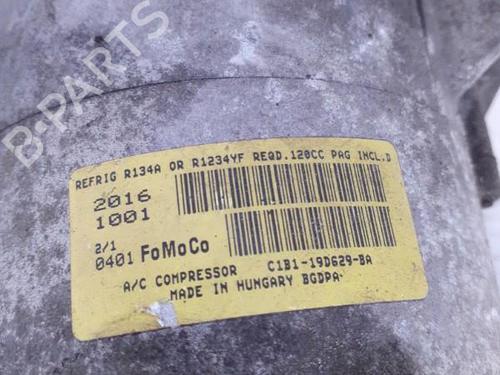 B-PARTS
REFRIG R134A OR R1234YF REQD.120CC PAG INCL.D
2016
1001
2/1
0401 FoMoCo
A/C COMPRESSOR C1B1-19D629-BA
MADE IN HUNGARY BGDPA